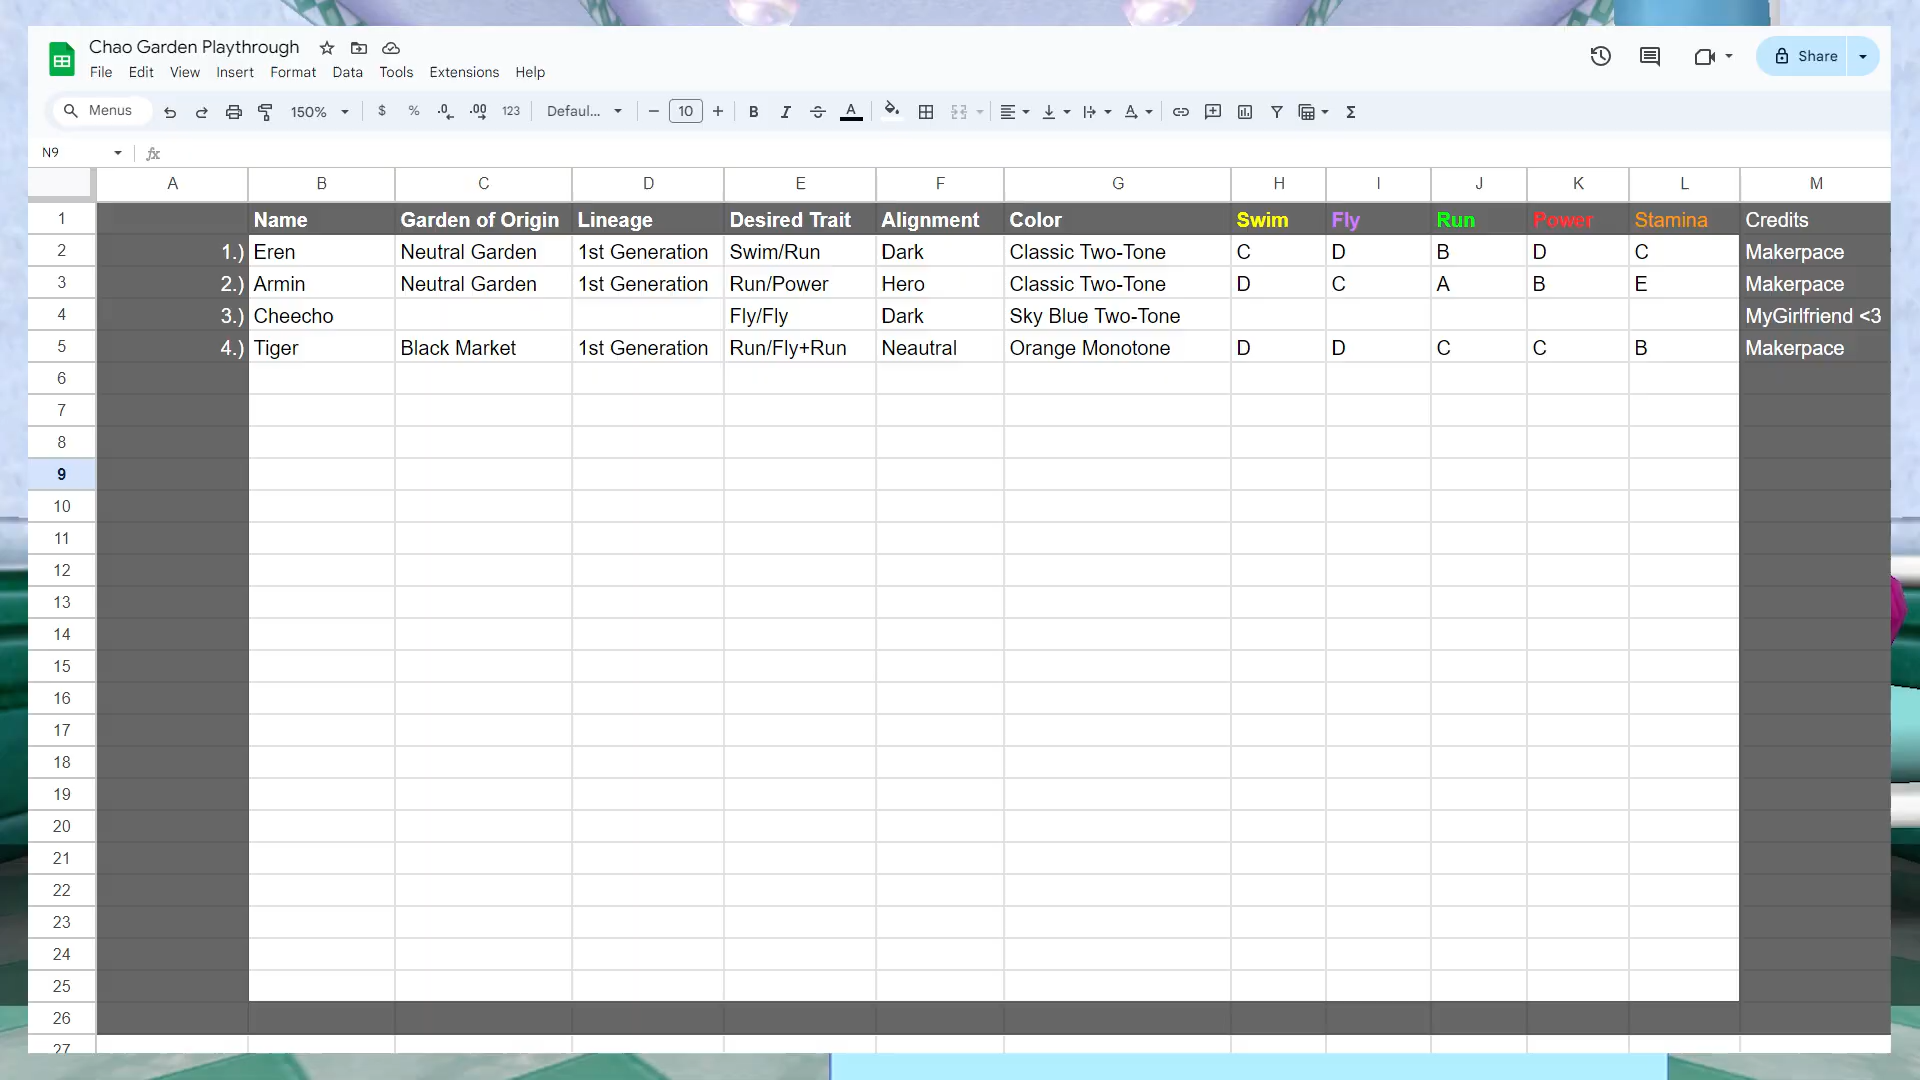 Chao Garden Playthrough
File Edit View Insert Format Data Tools Extensions Help
Share
Menus 150% $ % .0 .00 123 Defaul... 10 B I A Σ
N9 fx
A B C D E F G H I J K L M
1 Name Garden of Origin Lineage Desired Trait Alignment Color Swim Fly Run Power Stamina Credits
2 1.) Eren Neutral Garden 1st Generation Swim/Run Dark Classic Two-Tone C D B D C Makerpace
3 2.) Armin Neutral Garden 1st Generation Run/Power Hero Classic Two-Tone D C A B E Makerpace
4 3.) Cheecho Fly/Fly Dark Sky Blue Two-Tone MyGirlfriend <3
5 4.) Tiger Black Market 1st Generation Run/Fly+Run Neautral Orange Monotone D D C C B Makerpace
6
7
8
9
10
11
12
13
14
15
16
17
18
19
20
21
22
23
24
25
26
27